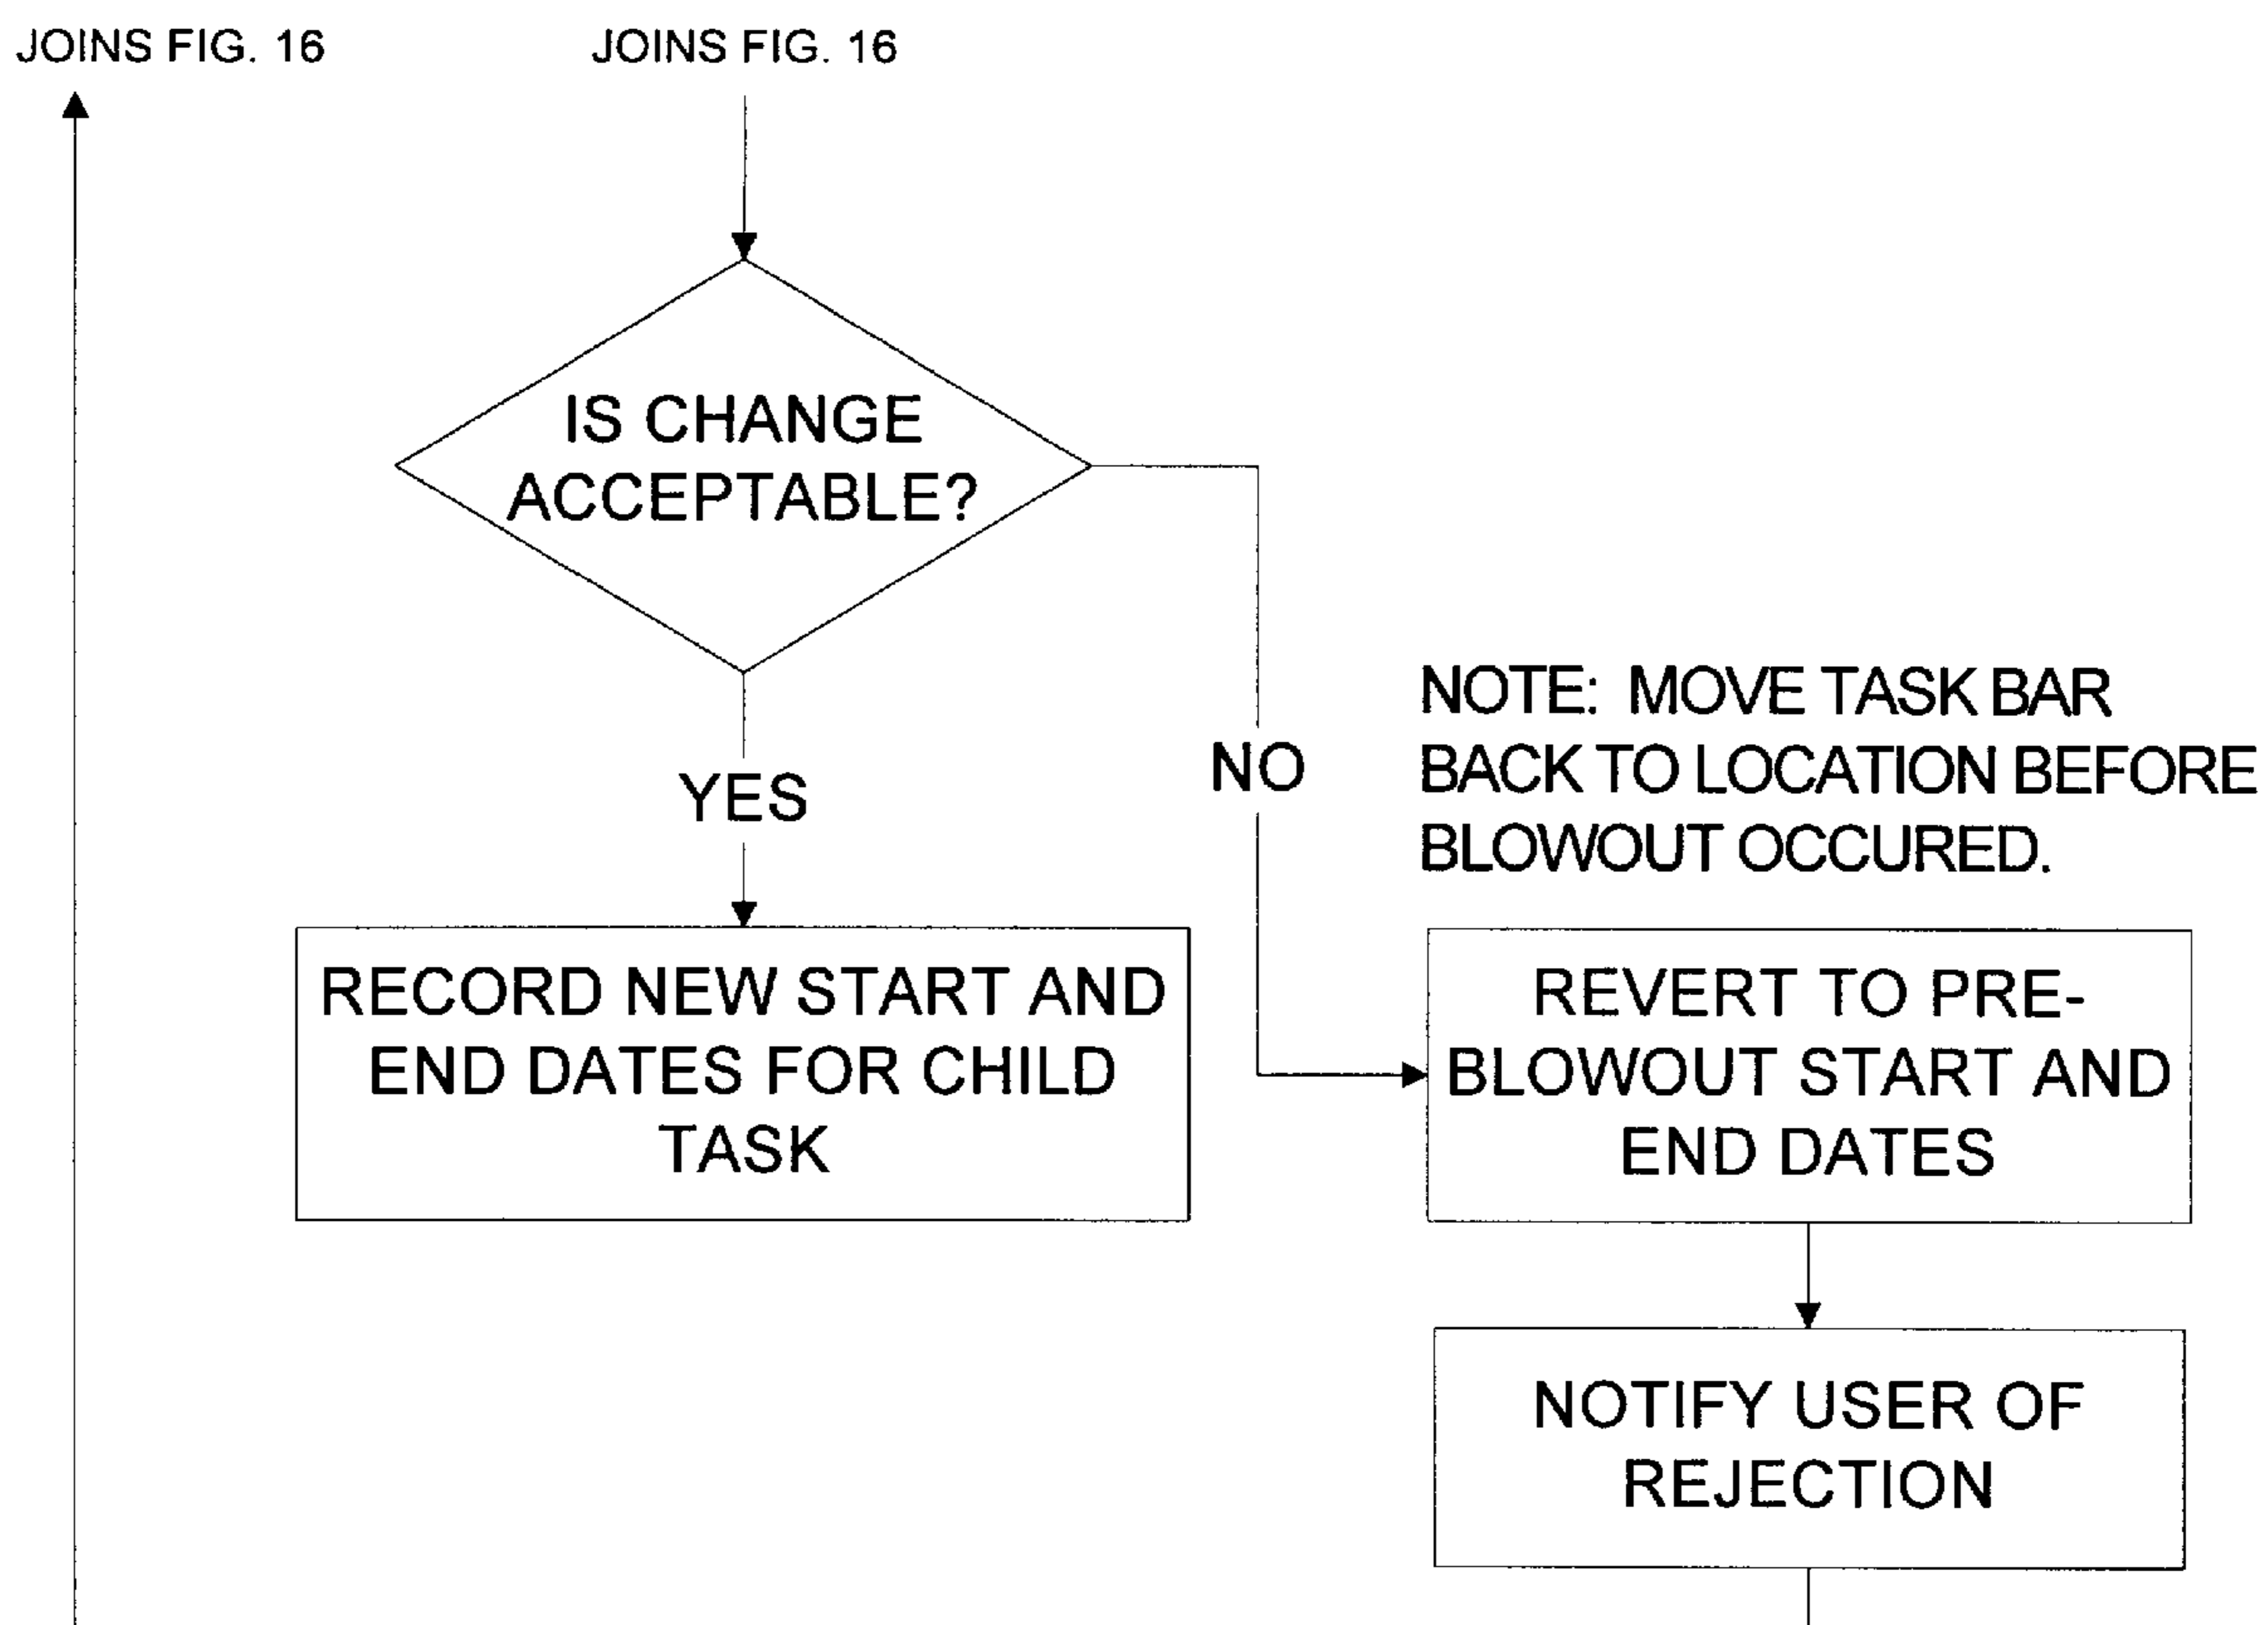 JOINS FIG. 16
JOINS FIG. 16
IS CHANGE
ACCEPTABLE?
YES
NO
NOTE: MOVE TASK BAR
BACK TO LOCATION BEFORE
BLOWOUT OCCURED.
RECORD NEW START AND
END DATES FOR CHILD
TASK
REVERT TO PRE-
BLOWOUT START AND
END DATES
NOTIFY USER OF
REJECTION